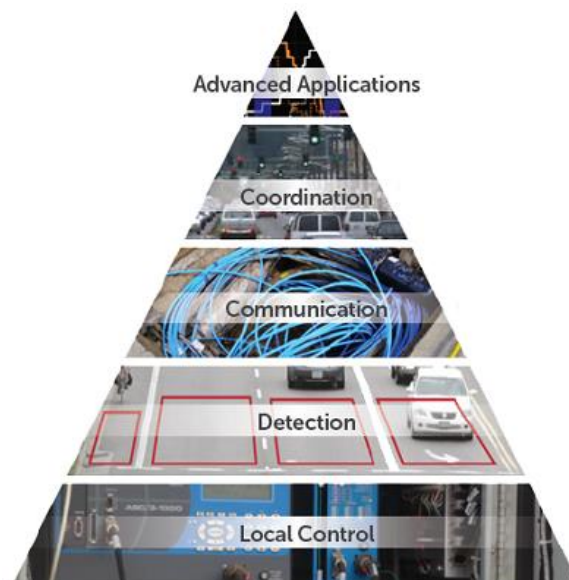 Advanced Applications
Coordination
Communication
Detection
Local Control